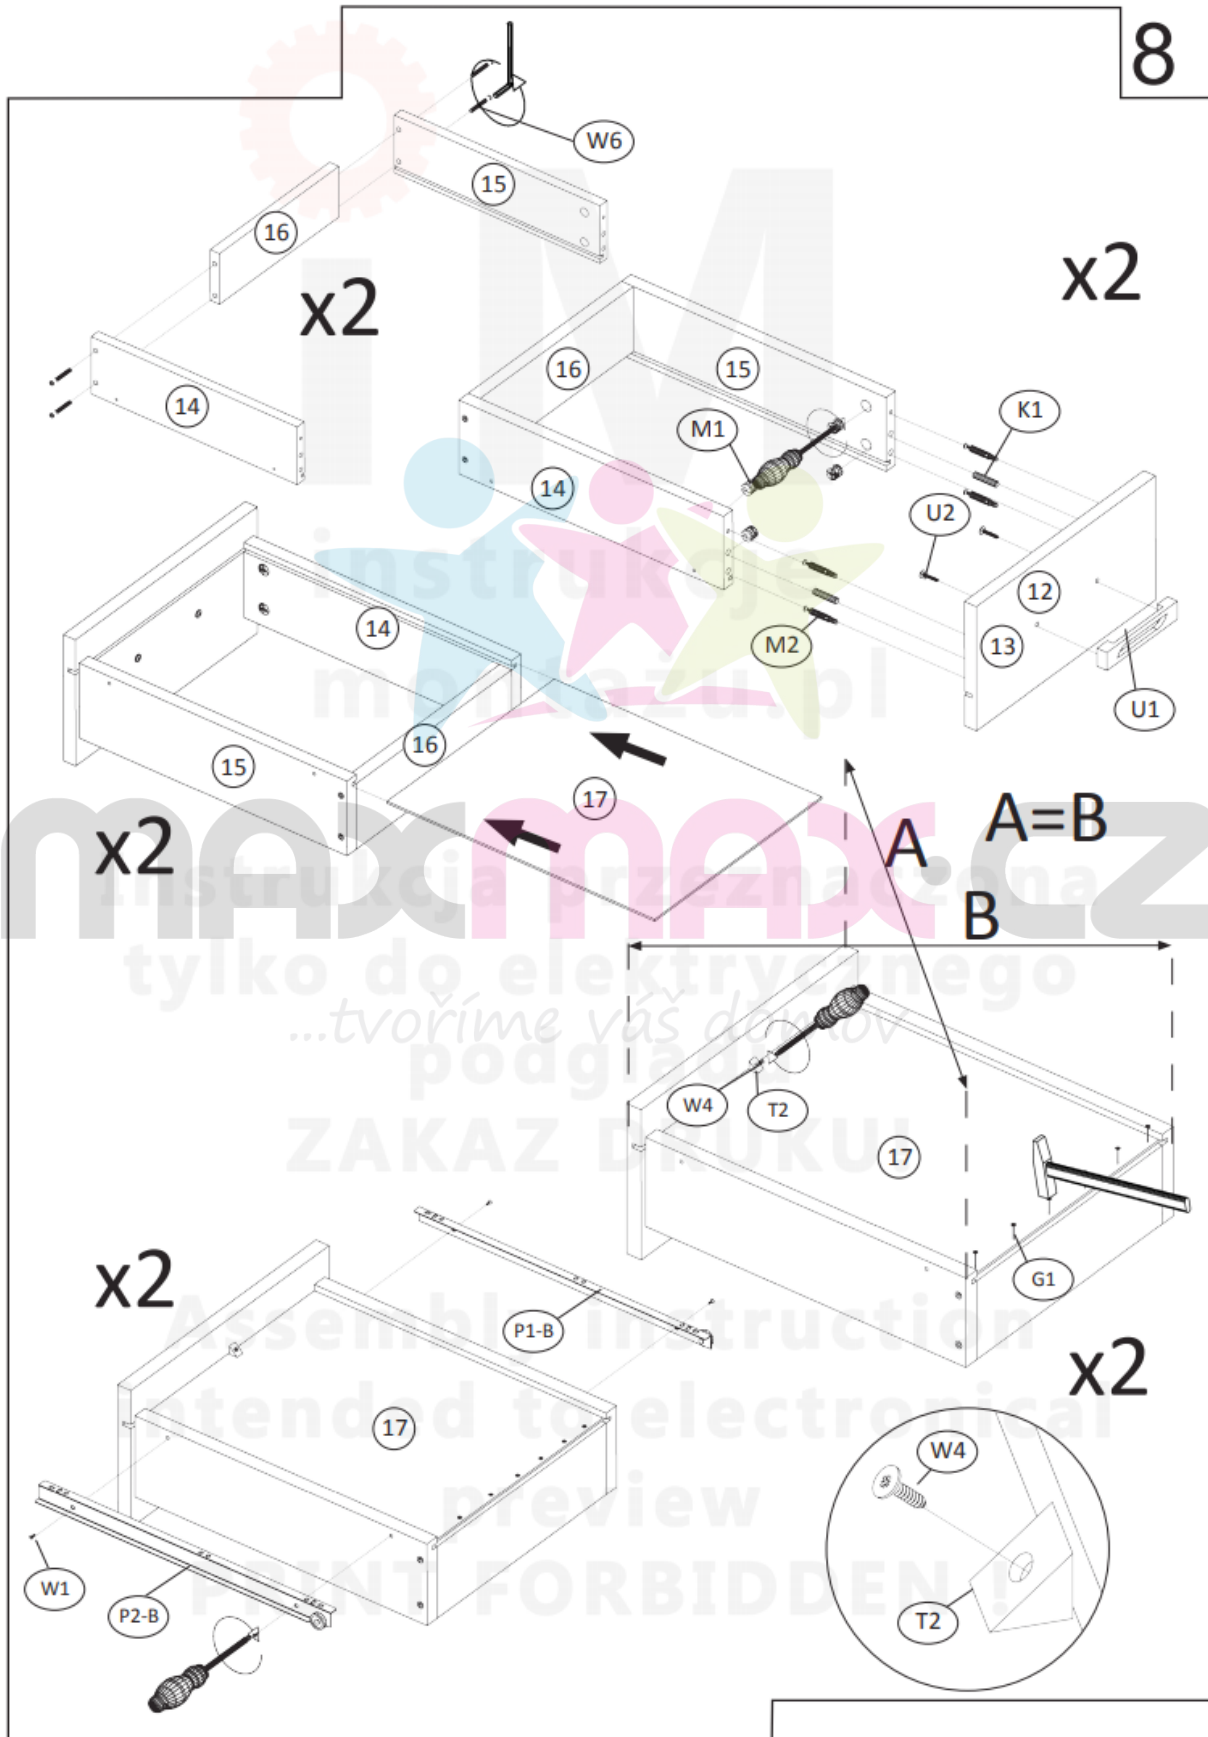 8
W6
15
16
x2
x2
14
16
15
K1
M1
14
U2
12
13
M2
U1
14
16
15
17
x2
A
A=B
B
W4
T2
17
G1
x2
P1-B
17
x2
W1
P2-B
W4
T2
iM
instrukcje
montażu.pl
maxmax.cz
Instrukcja przeznaczona
tylko do elektrycznego
...tvoříme váš domov
podglądu
ZAKAZ DRUKU!
Assembly instruction
intended to electronical
preview
PRINT FORBIDDEN !